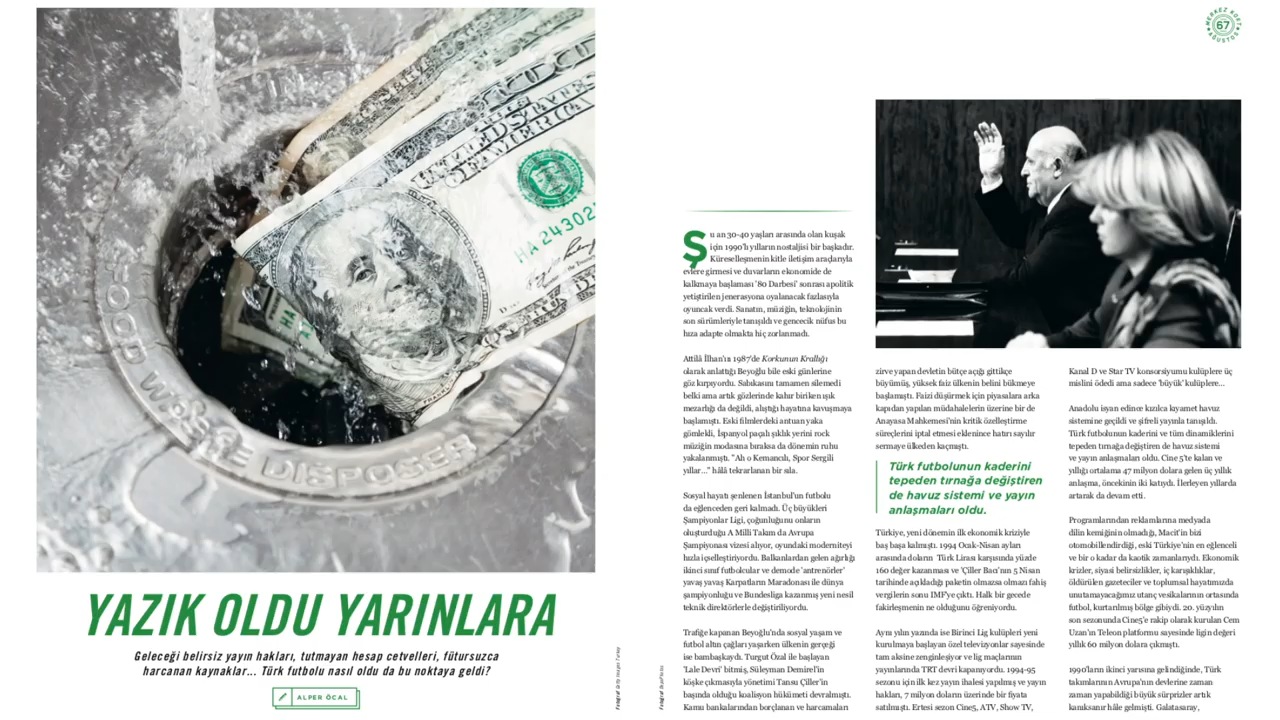 UNITED STATES
OF AMERICA
HA 24302
FOOD WASTE
DISPOSER
YAZIK OLDU YARINLARA
Geleceği belirsiz yayın hakları, tutmayan hesap cetvelleri, fütursuzca
harcanan kaynaklar... Türk futbolu nasıl oldu da bu noktaya geldi?
ALPER ÖCAL
MERKEZ KORT
67
AĞUSTOS
Şu an 30-40 yaşları arasında olan kuşak
için 1990'lı yılların nostaljisi bir başkadır.
Küreselleşmenin kitle iletişim araçlarıyla
evlere girmesi ve duvarların ekonomide de
kalkmaya başlaması '80 Darbesi' sonrası apolitik
yetiştirilen jenerasyona oyalanacak fazlasıyla
oyuncak verdi. Sanatın, müziğin, teknolojinin
son sürümleriyle tanışıldı ve gencecik nüfus bu
hıza adapte olmakta hiç zorlanmadı.
Attilâ İlhan'ın 1987'de Korkunun Krallığı
olarak anlattığı Beyoğlu bile eski günlerine
göz kırpıyordu. Sabıkasını tamamen silemedi
belki ama artık gözlerinde kahır biriken ışık
mezarlığı da değildi, alıştığı hayatına kavuşmaya
başlamıştı. Eski filmlerdeki antuan yaka
gömlekli, İspanyol paçalı şıklık yerini rock
müziğin modasına bıraksa da dönemin ruhu
yakalanmıştı. "Ah o Kemancılı, Spor Sergili
yıllar..." hâlâ tekrarlanan bir sıla.
Sosyal hayatı şenlenen İstanbul'un futbolu
da eğlenceden geri kalmadı. Üç büyükleri
Şampiyonlar Ligi, çoğunluğunu onların
oluşturduğu A Milli Takım da Avrupa
Şampiyonası vizesi alıyor, oyundaki moderniteyi
hızla içselleştiriyordu. Balkanlardan gelen ağırlığı
ikinci sınıf futbolcular ve demode 'antrenörler'
yavaş yavaş Karpatların Maradonası ile dünya
şampiyonluğu ve Bundesliga kazanmış yeni nesil
teknik direktörlerle değiştiriliyordu.
Trafiğe kapanan Beyoğlu'nda sosyal yaşam ve
futbol altın çağları yaşarken ülkenin gerçeği
ise bambaşkaydı. Turgut Özal ile başlayan
'Lale Devri' bitmiş, Süleyman Demirel'in
köşke çıkmasıyla yönetimi Tansu Çiller'in
başında olduğu koalisyon hükümeti devralmıştı.
Kamu bankalarından borçlanan ve harcamaları
zirve yapan devletin bütçe açığı gittikçe
büyümüş, yüksek faiz ülkenin belini bükmeye
başlamıştı. Faizi düşürmek için piyasalara arka
kapıdan yapılan müdahalelerin üzerine bir de
Anayasa Mahkemesi'nin kritik özelleştirme
süreçlerini iptal etmesi eklenince hatırı sayılır
sermaye ülkeden kaçmıştı.
Türk futbolunun kaderini
tepeden tırnağa değiştiren
de havuz sistemi ve yayın
anlaşmaları oldu.
Türkiye, yeni dönemin ilk ekonomik kriziyle
baş başa kalmıştı. 1994 Ocak-Nisan ayları
arasında doların Türk Lirası karşısında yüzde
160 değer kazanması ve 'Çiller Bacı'nın 5 Nisan
tarihinde açıkladığı paketin olmazsa olmazı fahiş
vergilerin sonu IMF'ye çıktı. Halk bir gecede
fakirleşmenin ne olduğunu öğreniyordu.
Aynı yılın yazında ise Birinci Lig kulüpleri yeni
kurulmaya başlayan özel televizyonlar sayesinde
tam aksine zenginleşiyor ve lig maçlarının
yayınlarında TRT devri kapanıyordu. 1994-95
sezonu için ilk kez yayın ihalesi yapılmış ve yayın
hakları, 7 milyon doların üzerinde bir fiyata
satılmıştı. Ertesi sezon Cine5, ATV, Show TV,
Kanal D ve Star TV konsorsiyumu kulüplere üç
mislini ödedi ama sadece 'büyük' kulüplere...
Anadolu isyan edince kızılca kıyamet havuz
sistemine geçildi ve şifreli yayınla tanışıldı.
Türk futbolunun kaderini ve tüm dinamiklerini
tepeden tırnağa değiştiren de havuz sistemi
ve yayın anlaşmaları oldu. Cine 5'te kalan ve
yıllığı ortalama 47 milyon dolara gelen üç yıllık
anlaşma, öncekinin iki katıydı. İlerleyen yıllarda
artarak da devam etti.
Programlarından reklamlarına medyada
dilin kemiğinin olmadığı, Macit'in bizi
otomobillendirdiği, eski Türkiye'nin en eğlenceli
ve bir o kadar da kaotik zamanlarıydı. Ekonomik
krizler, siyasi belirsizlikler, iç karışıklıklar,
öldürülen gazeteciler ve toplumsal hayatımızda
unutamayacağımız utanç vesikalarının ortasında
futbol, kurtarılmış bölge gibiydi. 20. yüzyılın
son sezonunda Cine5'e rakip olarak kurulan Cem
Uzan'ın Teleon platformu sayesinde ligin değeri
yıllık 60 milyon dolara çıkmıştı.
1990'ların ikinci yarısına gelindiğinde, Türk
takımlarının Avrupa'nın devlerine zaman
zaman yapabildiği büyük sürprizler artık
kanıksanır hâle gelmişti. Galatasaray,